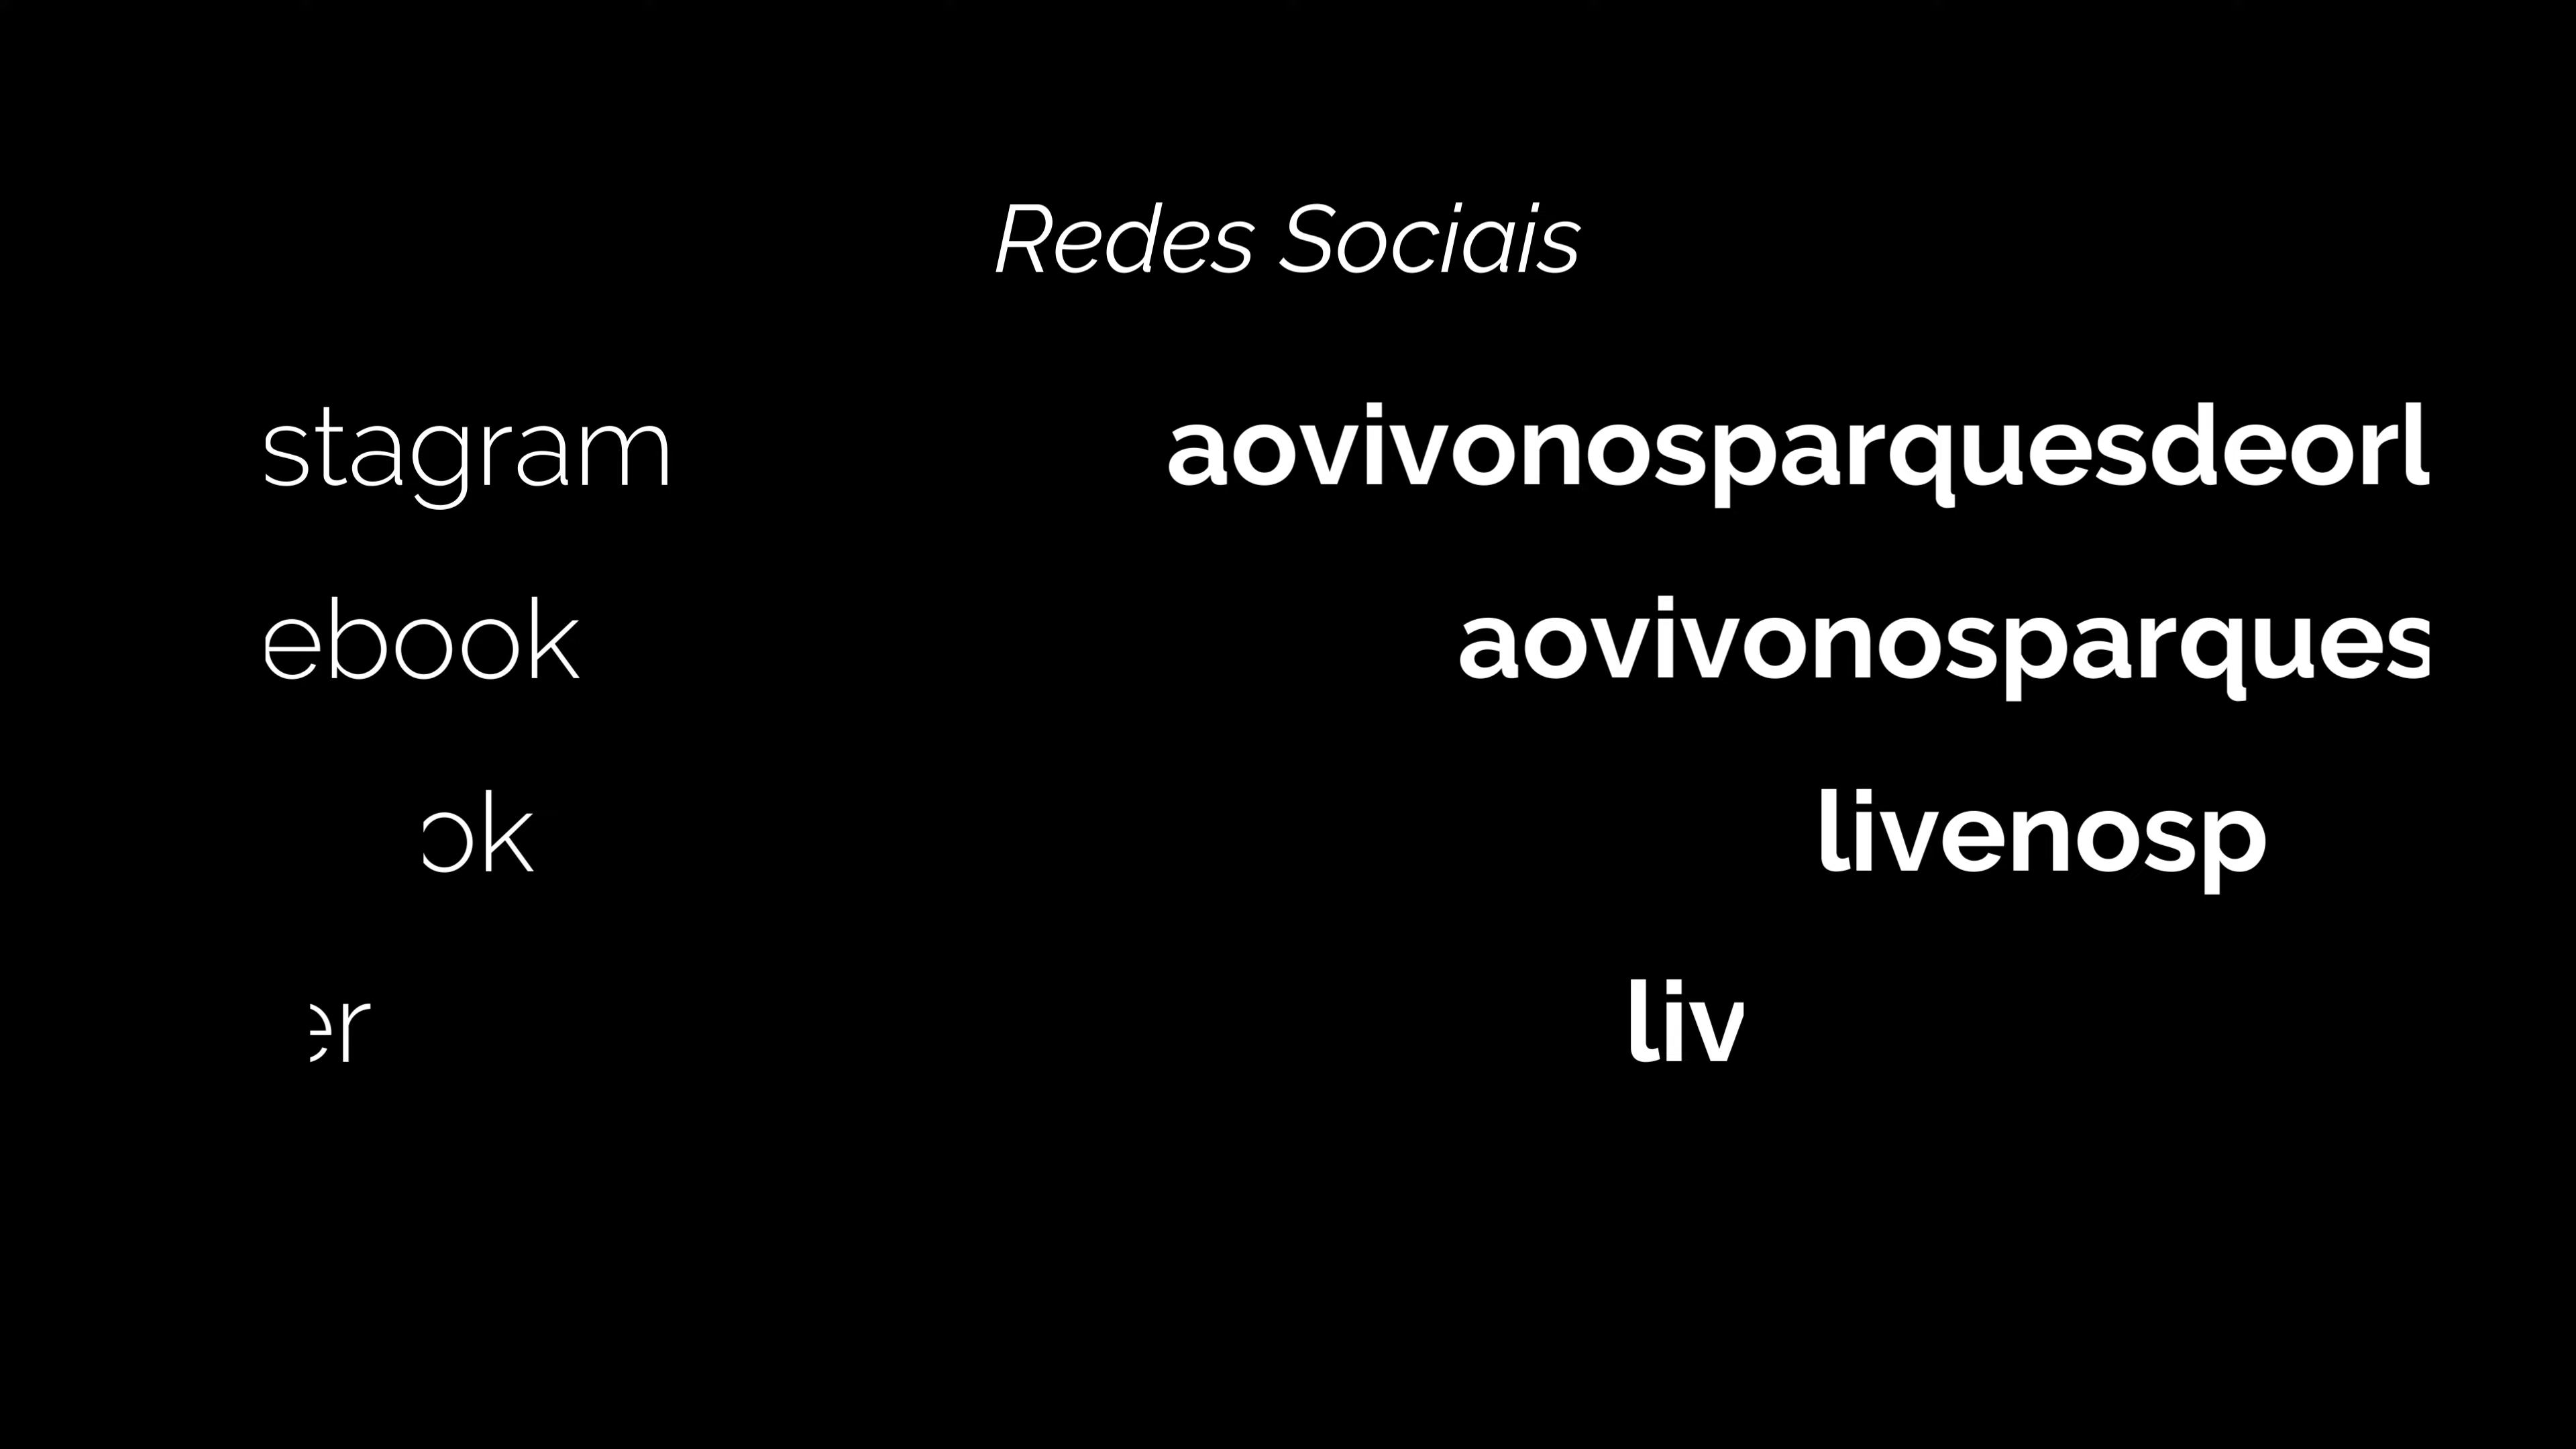 Redes Sociais
stagram aovivonosparquesdeorl
ebook aovivonosparques
ok livenosp
er liv